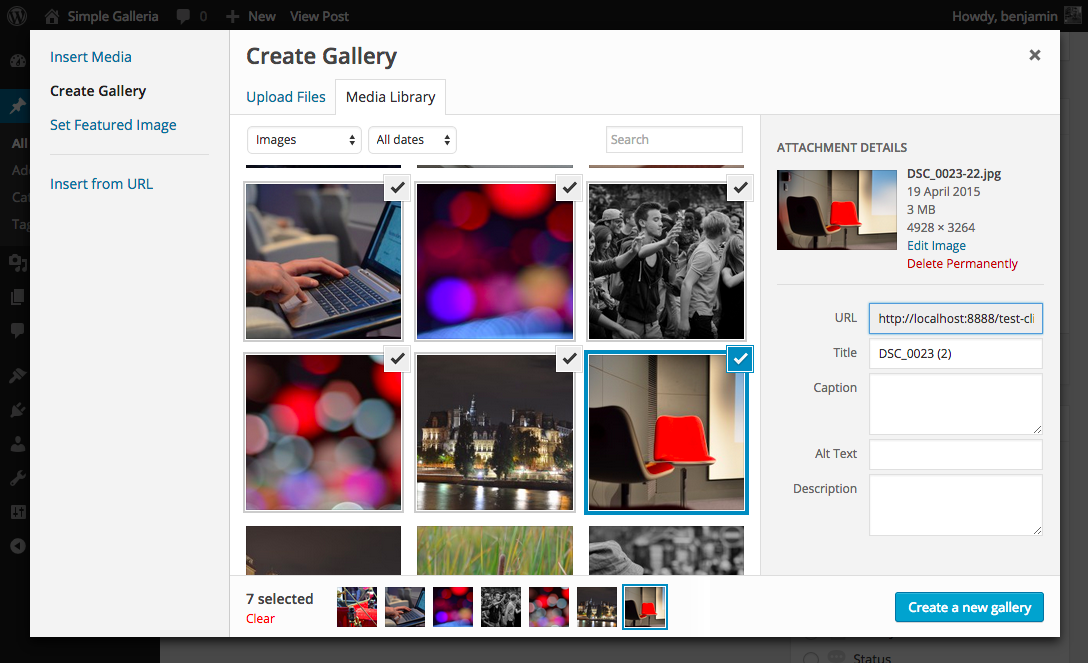 Simple Galleria 0 New View Post Howdy, benjamin
Insert Media
Create Gallery
Set Featured Image
Insert from URL
Create Gallery
Upload Files Media Library
Images All dates Search
ATTACHMENT DETAILS
DSC_0023-22.jpg
19 April 2015
3 MB
4928 × 3264
Edit Image
Delete Permanently
URL http://localhost:8888/test-cli
Title DSC_0023 (2)
Caption
Alt Text
Description
7 selected
Clear
Create a new gallery
All
Ad
Cat
Tag
Status